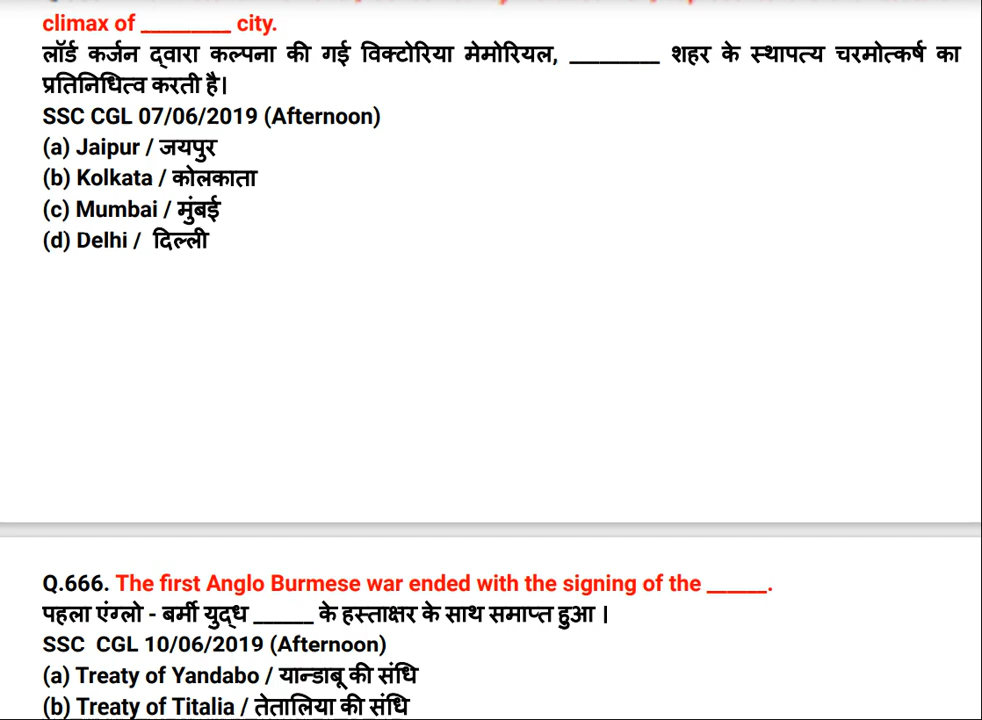 climax of ________ city.
लॉर्ड कर्जन द्वारा कल्पना की गई विक्टोरिया मेमोरियल, ________ शहर के स्थापत्य चरमोत्कर्ष का
प्रतिनिधित्व करती है।
SSC CGL 07/06/2019 (Afternoon)
(a) Jaipur / जयपुर
(b) Kolkata / कोलकाता
(c) Mumbai / मुंबई
(d) Delhi / दिल्ली
Q.666. The first Anglo Burmese war ended with the signing of the ______.
पहला एंग्लो - बर्मी युद्ध ______ के हस्ताक्षर के साथ समाप्त हुआ |
SSC CGL 10/06/2019 (Afternoon)
(a) Treaty of Yandabo / यान्डाबू की संधि
(b) Treaty of Titalia / तेतालिया की संधि